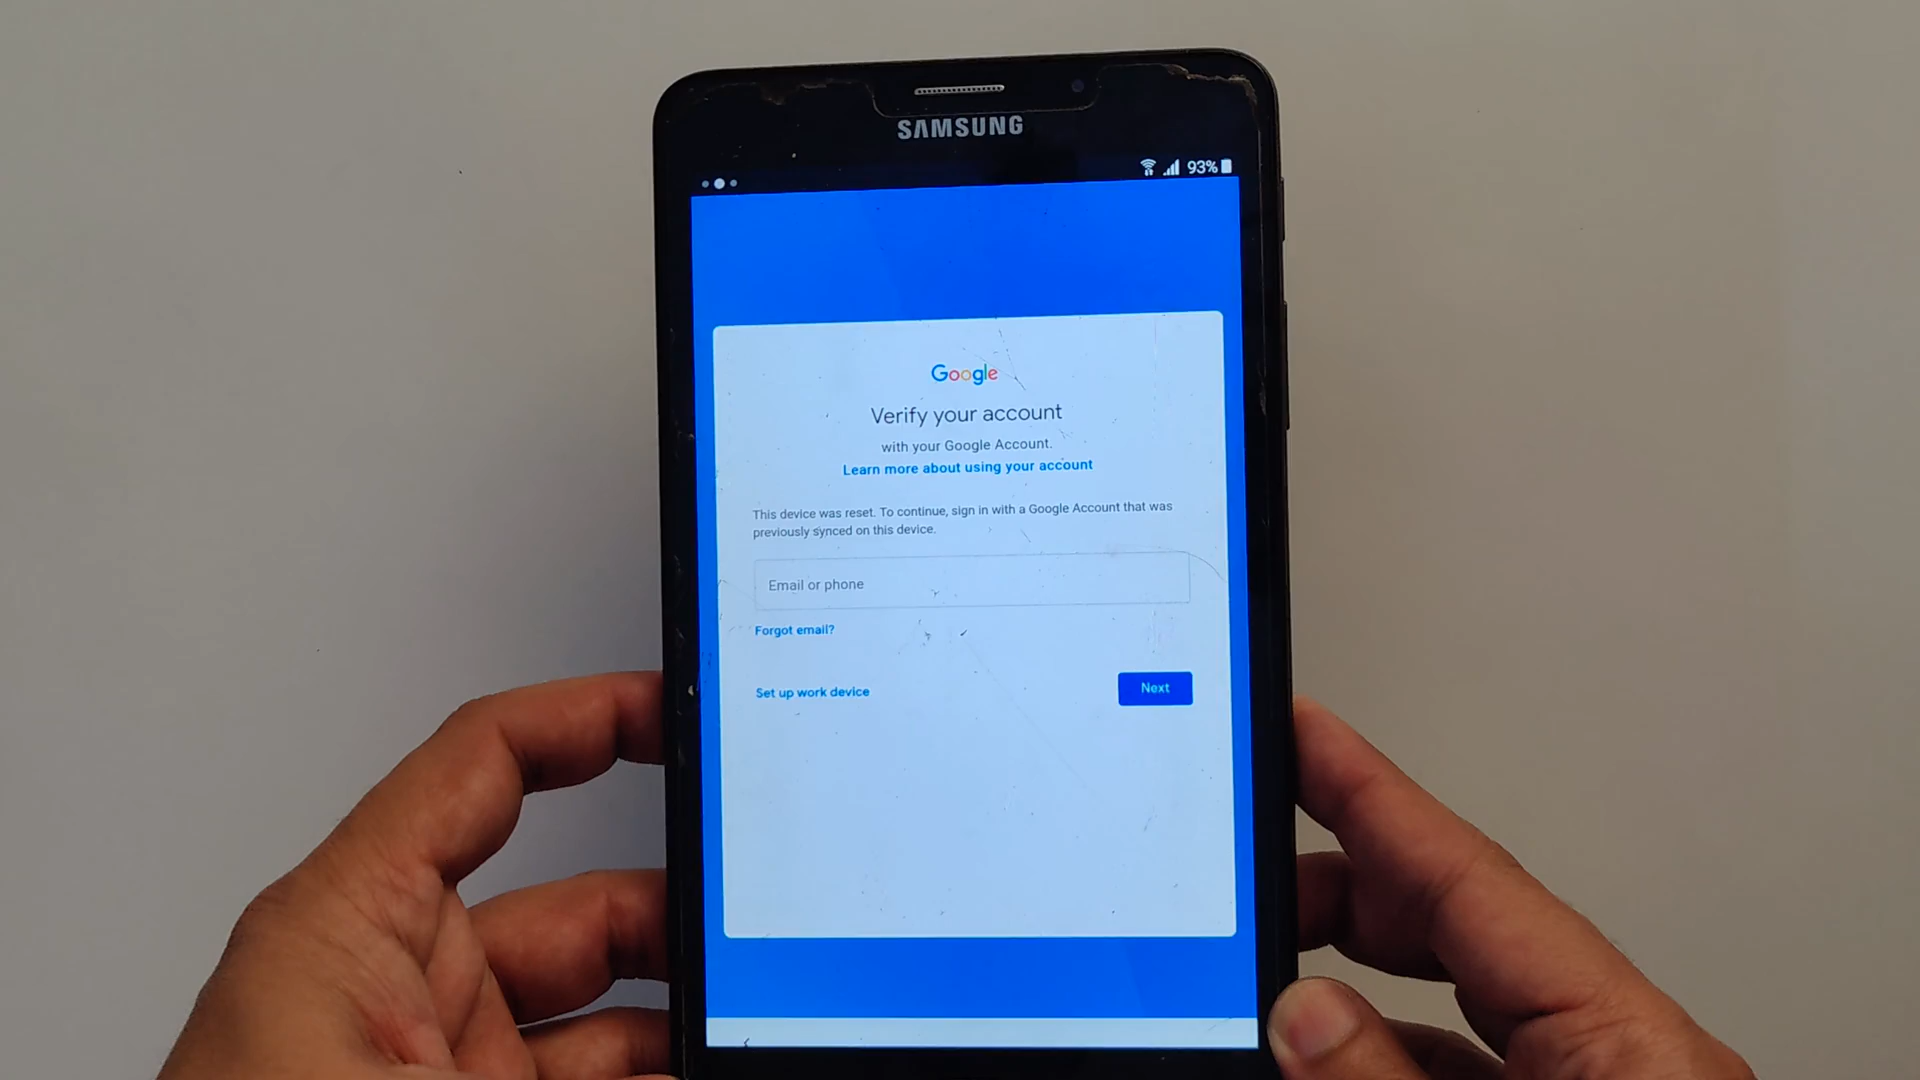 SAMSUNG
93%
Google
Verify your account
with your Google Account.
Learn more about using your account
This device was reset. To continue, sign in with a Google Account that was
previously synced on this device.
Email or phone
Forgot email?
Set up work device
Next